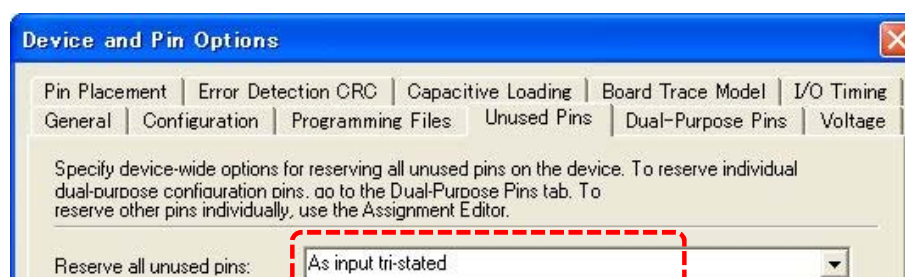 Device and Pin Options
Pin Placement Error Detection CRC Capacitive Loading Board Trace Model I/O Timing
General Configuration Programming Files Unused Pins Dual-Purpose Pins Voltage
Specify device-wide options for reserving all unused pins on the device. To reserve individual
dual-purpose configuration pins, go to the Dual-Purpose Pins tab. To
reserve other pins individually, use the Assignment Editor.
Reserve all unused pins: As input tri-stated